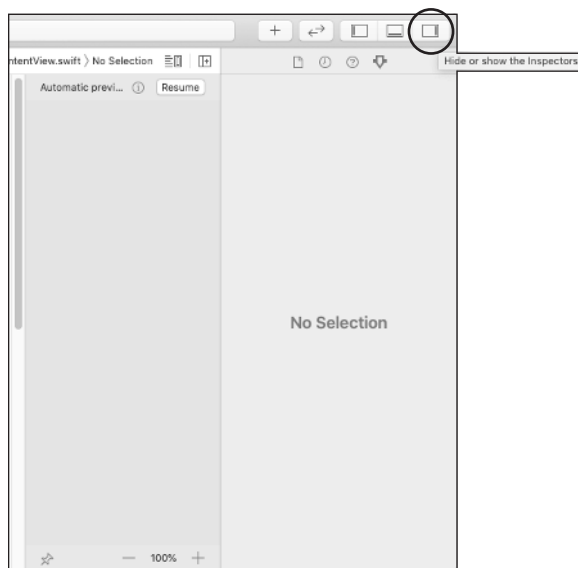 ntentView.swift 〉 No Selection
Hide or show the Inspectors
Automatic previ... Resume
No Selection
100%